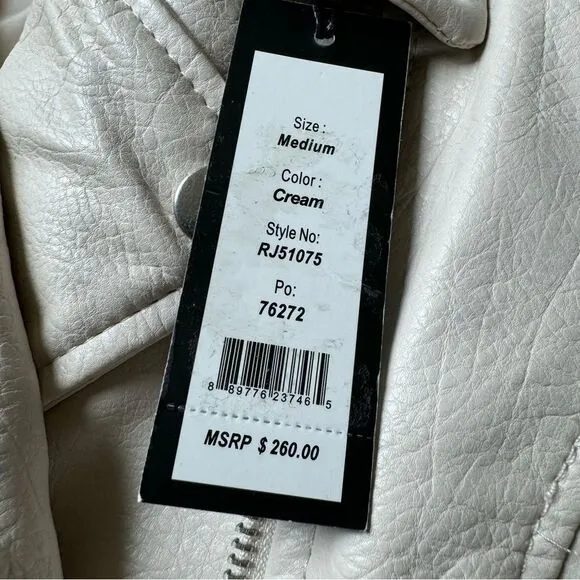 Size :
Medium
Color :
Cream
Style No:
RJ51075
Po:
76272
8 89776 23746 5
MSRP $ 260.00